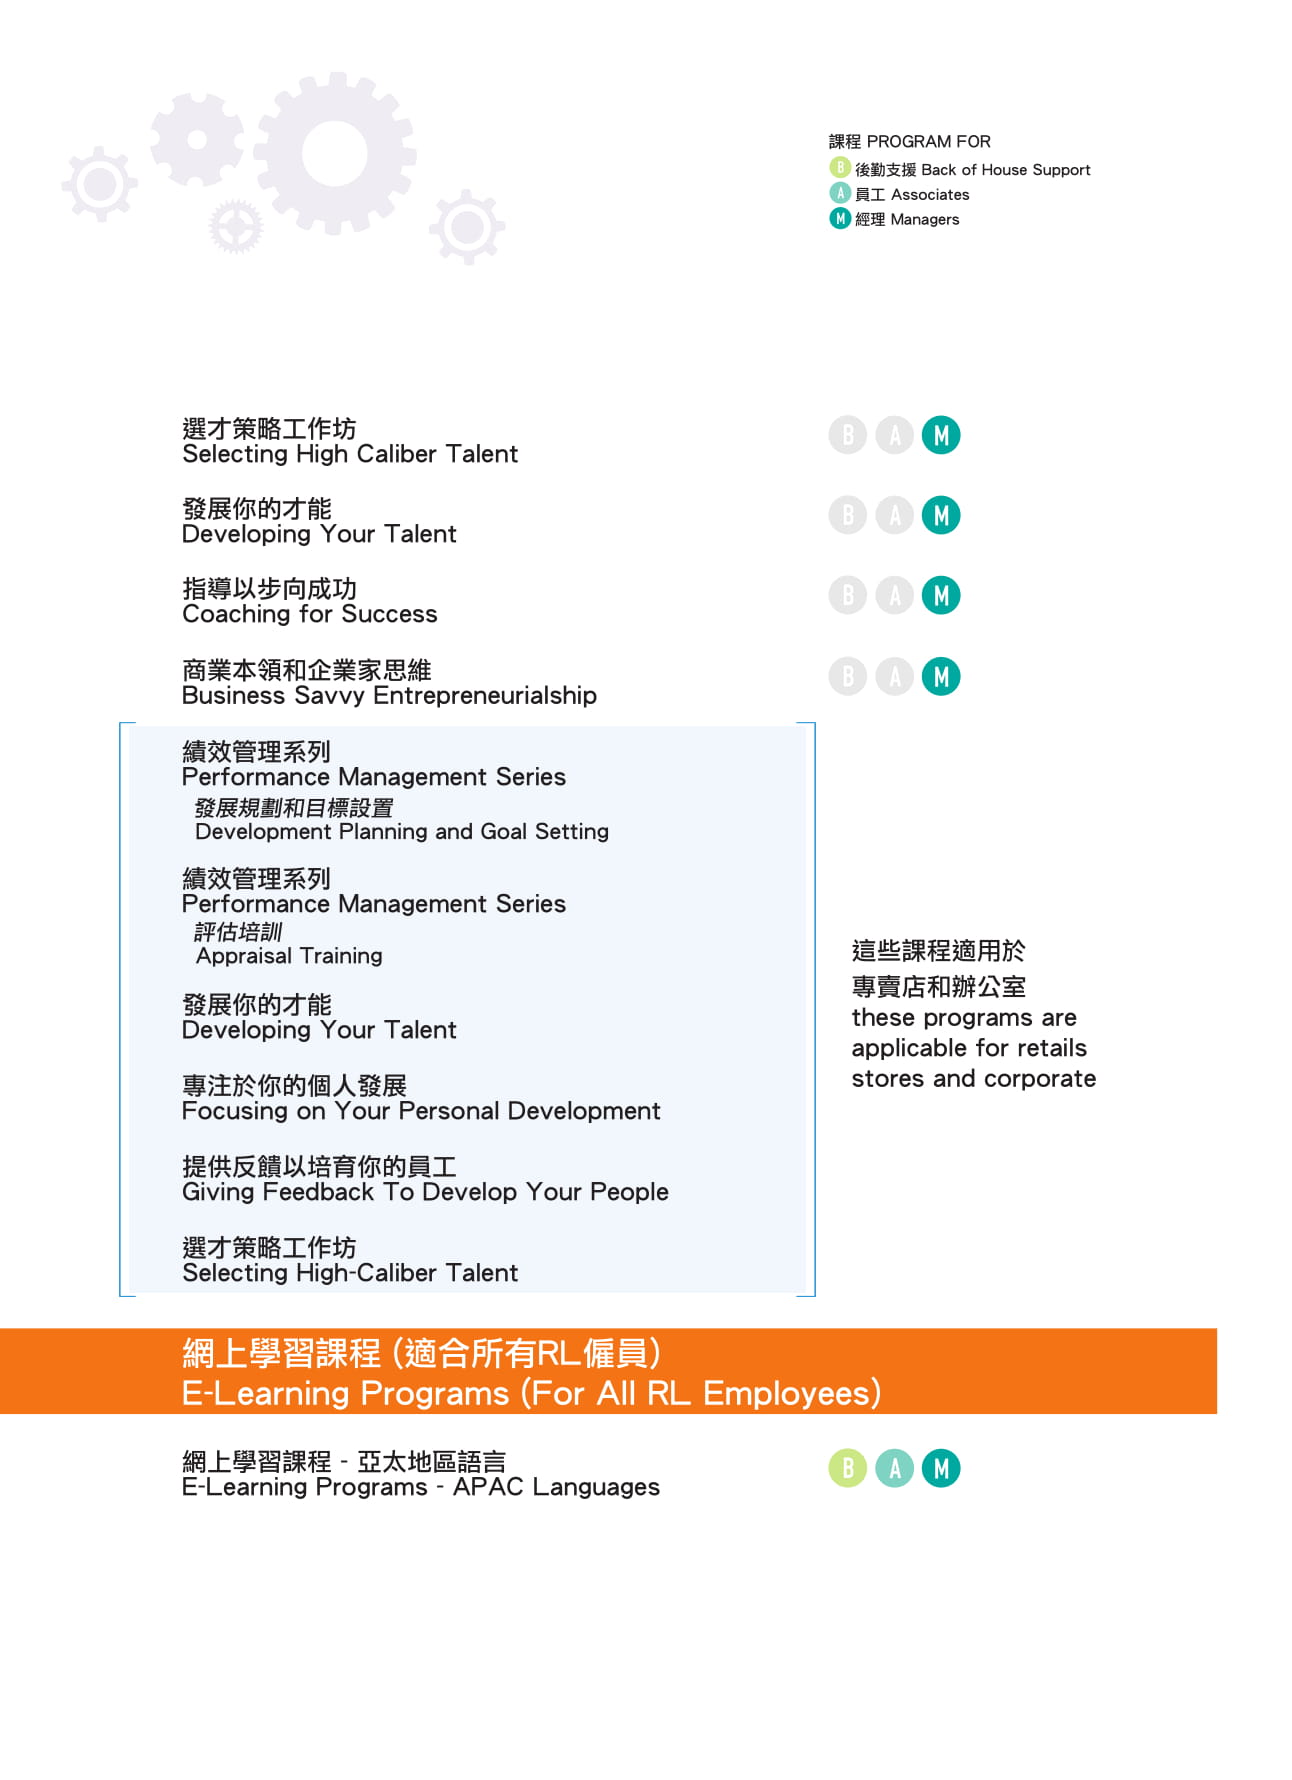 課程 PROGRAM FOR
B 後勤支援 Back of House Support
A 員工 Associates
M 經理 Managers
選才策略工作坊
Selecting High Caliber Talent
B A M
發展你的才能
Developing Your Talent
B A M
指導以步向成功
Coaching for Success
B A M
商業本領和企業家思維
Business Savvy Entrepreneurialship
B A M
績效管理系列
Performance Management Series
發展規劃和目標設置
Development Planning and Goal Setting
績效管理系列
Performance Management Series
評估培訓
Appraisal Training
發展你的才能
Developing Your Talent
專注於你的個人發展
Focusing on Your Personal Development
提供反饋以培育你的員工
Giving Feedback To Develop Your People
選才策略工作坊
Selecting High-Caliber Talent
這些課程適用於
專賣店和辦公室
these programs are
applicable for retails
stores and corporate
網上學習課程 (適合所有RL僱員)
E-Learning Programs (For All RL Employees)
網上學習課程 - 亞太地區語言
E-Learning Programs - APAC Languages
B A M